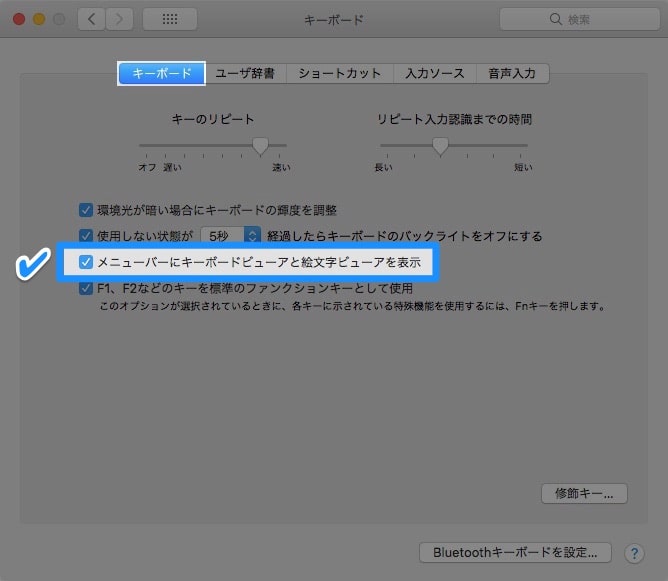 キーボード
検索
キーボード ユーザ辞書 ショートカット 入力ソース 音声入力
キーのリピート リピート入力認識までの時間
オフ 遅い 速い 長い 短い
環境光が暗い場合にキーボードの輝度を調整
使用しない状態が 5秒 経過したらキーボードのバックライトをオフにする
メニューバーにキーボードビューアと絵文字ビューアを表示
F1、F2などのキーを標準のファンクションキーとして使用
このオプションが選択されているときに、各キーに示されている特殊機能を使用するには、Fnキーを押します。
修飾キー...
Bluetoothキーボードを設定... ?